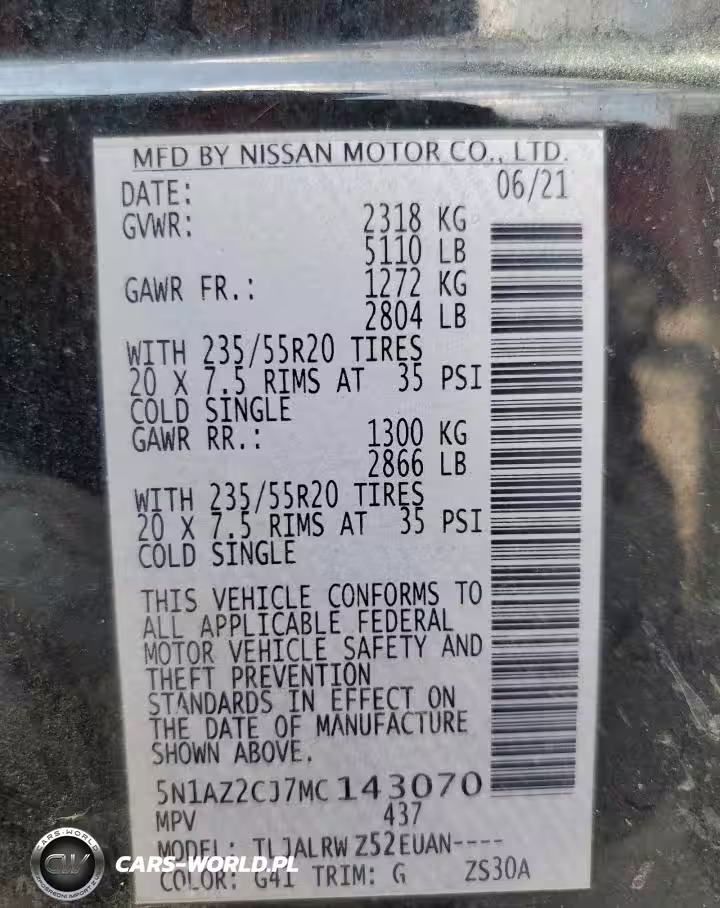 MFD BY NISSAN MOTOR CO., LTD.
DATE: 06/21
GVWR: 2318 KG
5110 LB
GAWR FR.: 1272 KG
2804 LB
WITH 235/55R20 TIRES
20 X 7.5 RIMS AT 35 PSI
COLD SINGLE
GAWR RR.: 1300 KG
2866 LB
WITH 235/55R20 TIRES
20 X 7.5 RIMS AT 35 PSI
COLD SINGLE
THIS VEHICLE CONFORMS TO
ALL APPLICABLE FEDERAL
MOTOR VEHICLE SAFETY AND
THEFT PREVENTION
STANDARDS IN EFFECT ON
THE DATE OF MANUFACTURE
SHOWN ABOVE.
5N1AZ2CJ7MC143070
MPV 437
MODEL: TLJALRW Z52EUAN----
COLOR: G41 TRIM: G ZS30A
CARS-WORLD
CW
CARS-WORLD.PL